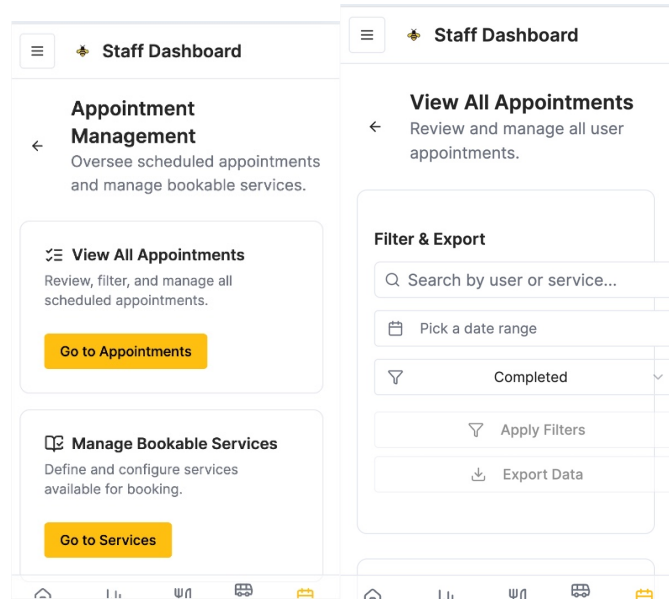 Staff Dashboard
Appointment
Management
Oversee scheduled appointments
and manage bookable services.
View All Appointments
Review, filter, and manage all
scheduled appointments.
Go to Appointments
Manage Bookable Services
Define and configure services
available for booking.
Go to Services
Staff Dashboard
View All Appointments
Review and manage all user
appointments.
Filter & Export
Search by user or service...
Pick a date range
Completed
Apply Filters
Export Data